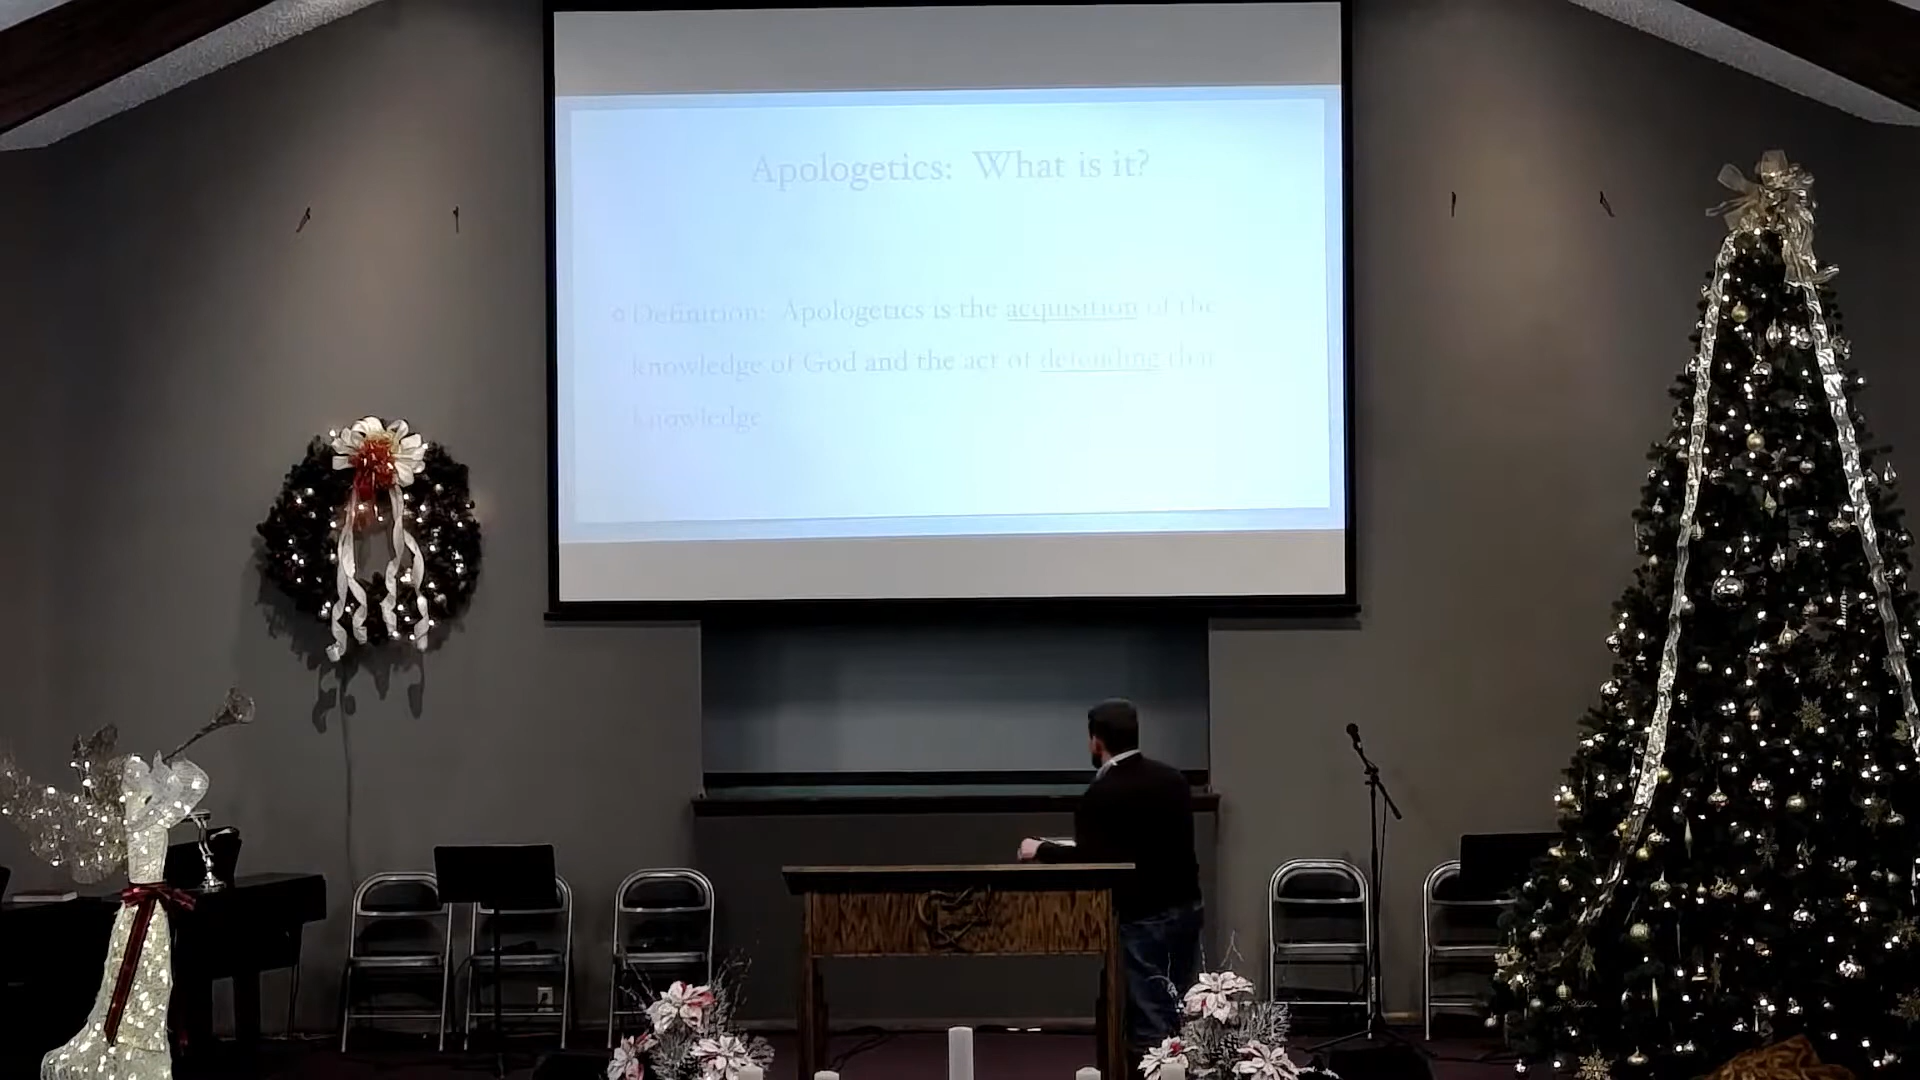 Apologetics: What is it?
Definition: Apologetics is the acquisition of the
knowledge of God and the act of defending that
knowledge